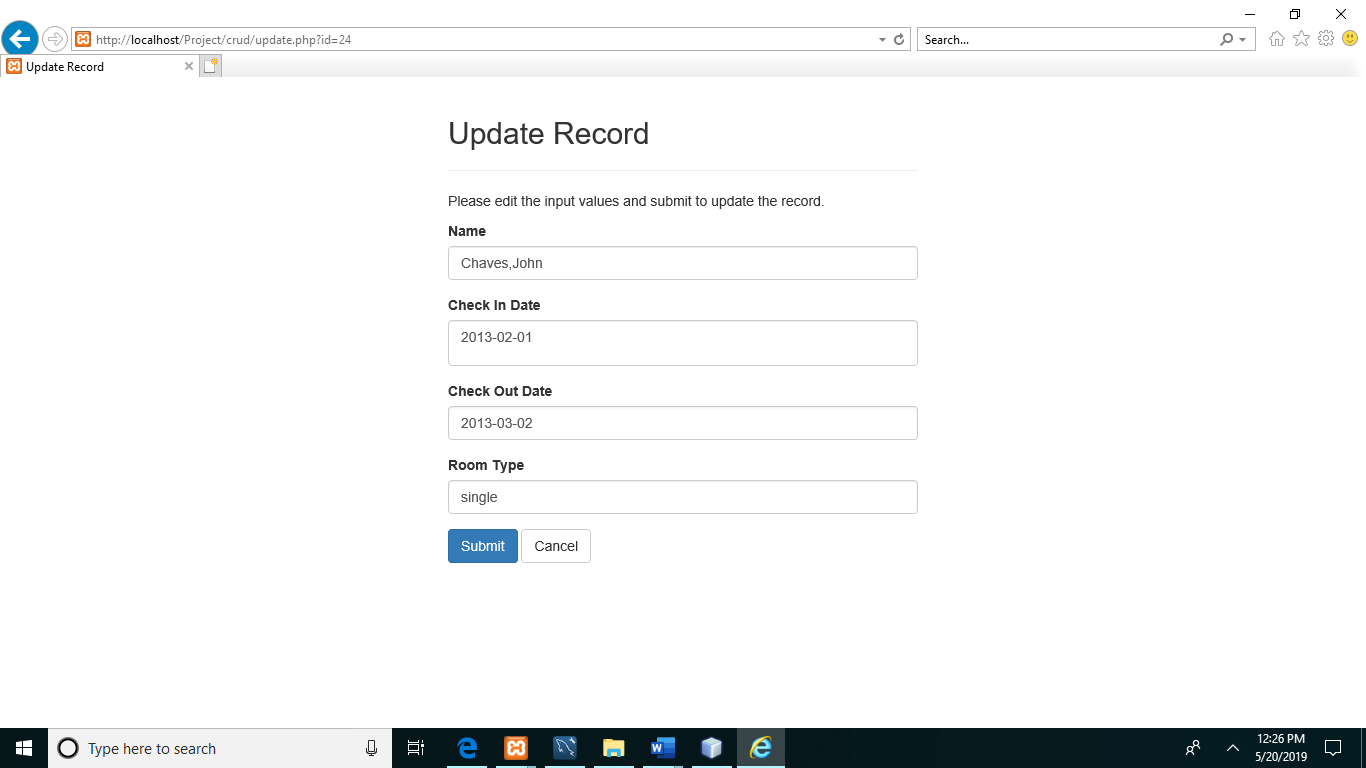 http://localhost/Project/crud/update.php?id=24
Search...
Update Record
Update Record
Please edit the input values and submit to update the record.
Name
Chaves,John
Check In Date
2013-02-01
Check Out Date
2013-03-02
Room Type
single
Submit Cancel
Type here to search
12:26 PM
5/20/2019